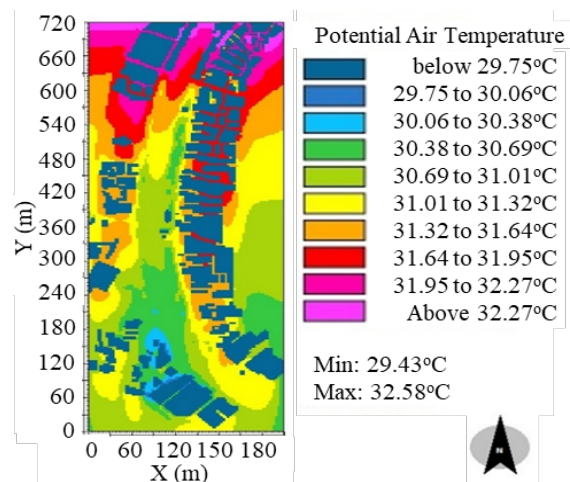 720
660
600
540
480
420
360
300
240
180
120
60
0
Y (m)
0 60 120 150 180
X (m)
Potential Air Temperature
below 29.75°C
29.75 to 30.06°C
30.06 to 30.38°C
30.38 to 30.69°C
30.69 to 31.01°C
31.01 to 31.32°C
31.32 to 31.64°C
31.64 to 31.95°C
31.95 to 32.27°C
Above 32.27°C
Min: 29.43°C
Max: 32.58°C
N